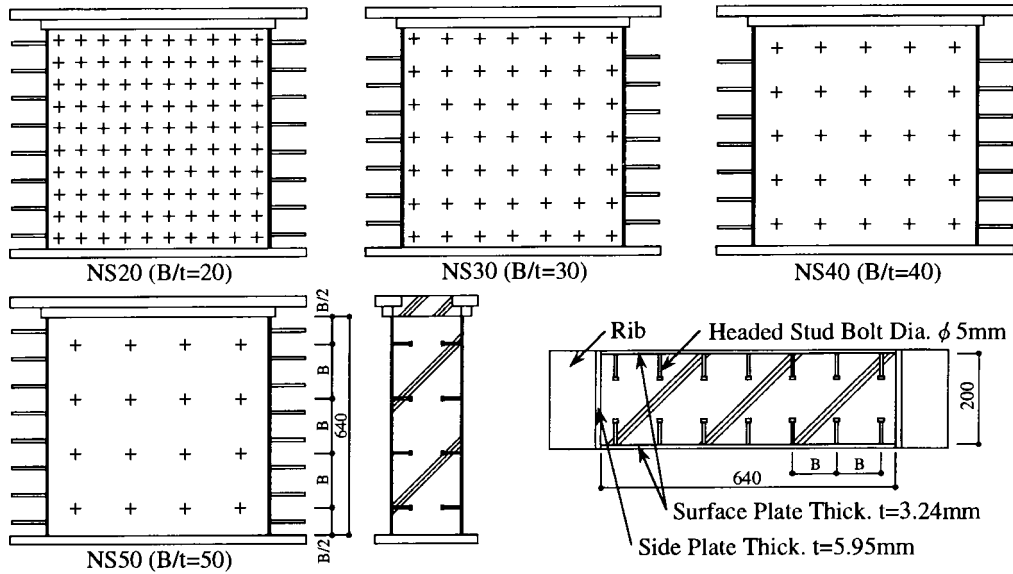 NS20 (B/t=20)
NS30 (B/t=30)
NS40 (B/t=40)
NS50 (B/t=50)
B/2
B
B
B
B/2
640
Rib
Headed Stud Bolt Dia. ϕ 5mm
200
B
B
640
Surface Plate Thick. t=3.24mm
Side Plate Thick. t=5.95mm